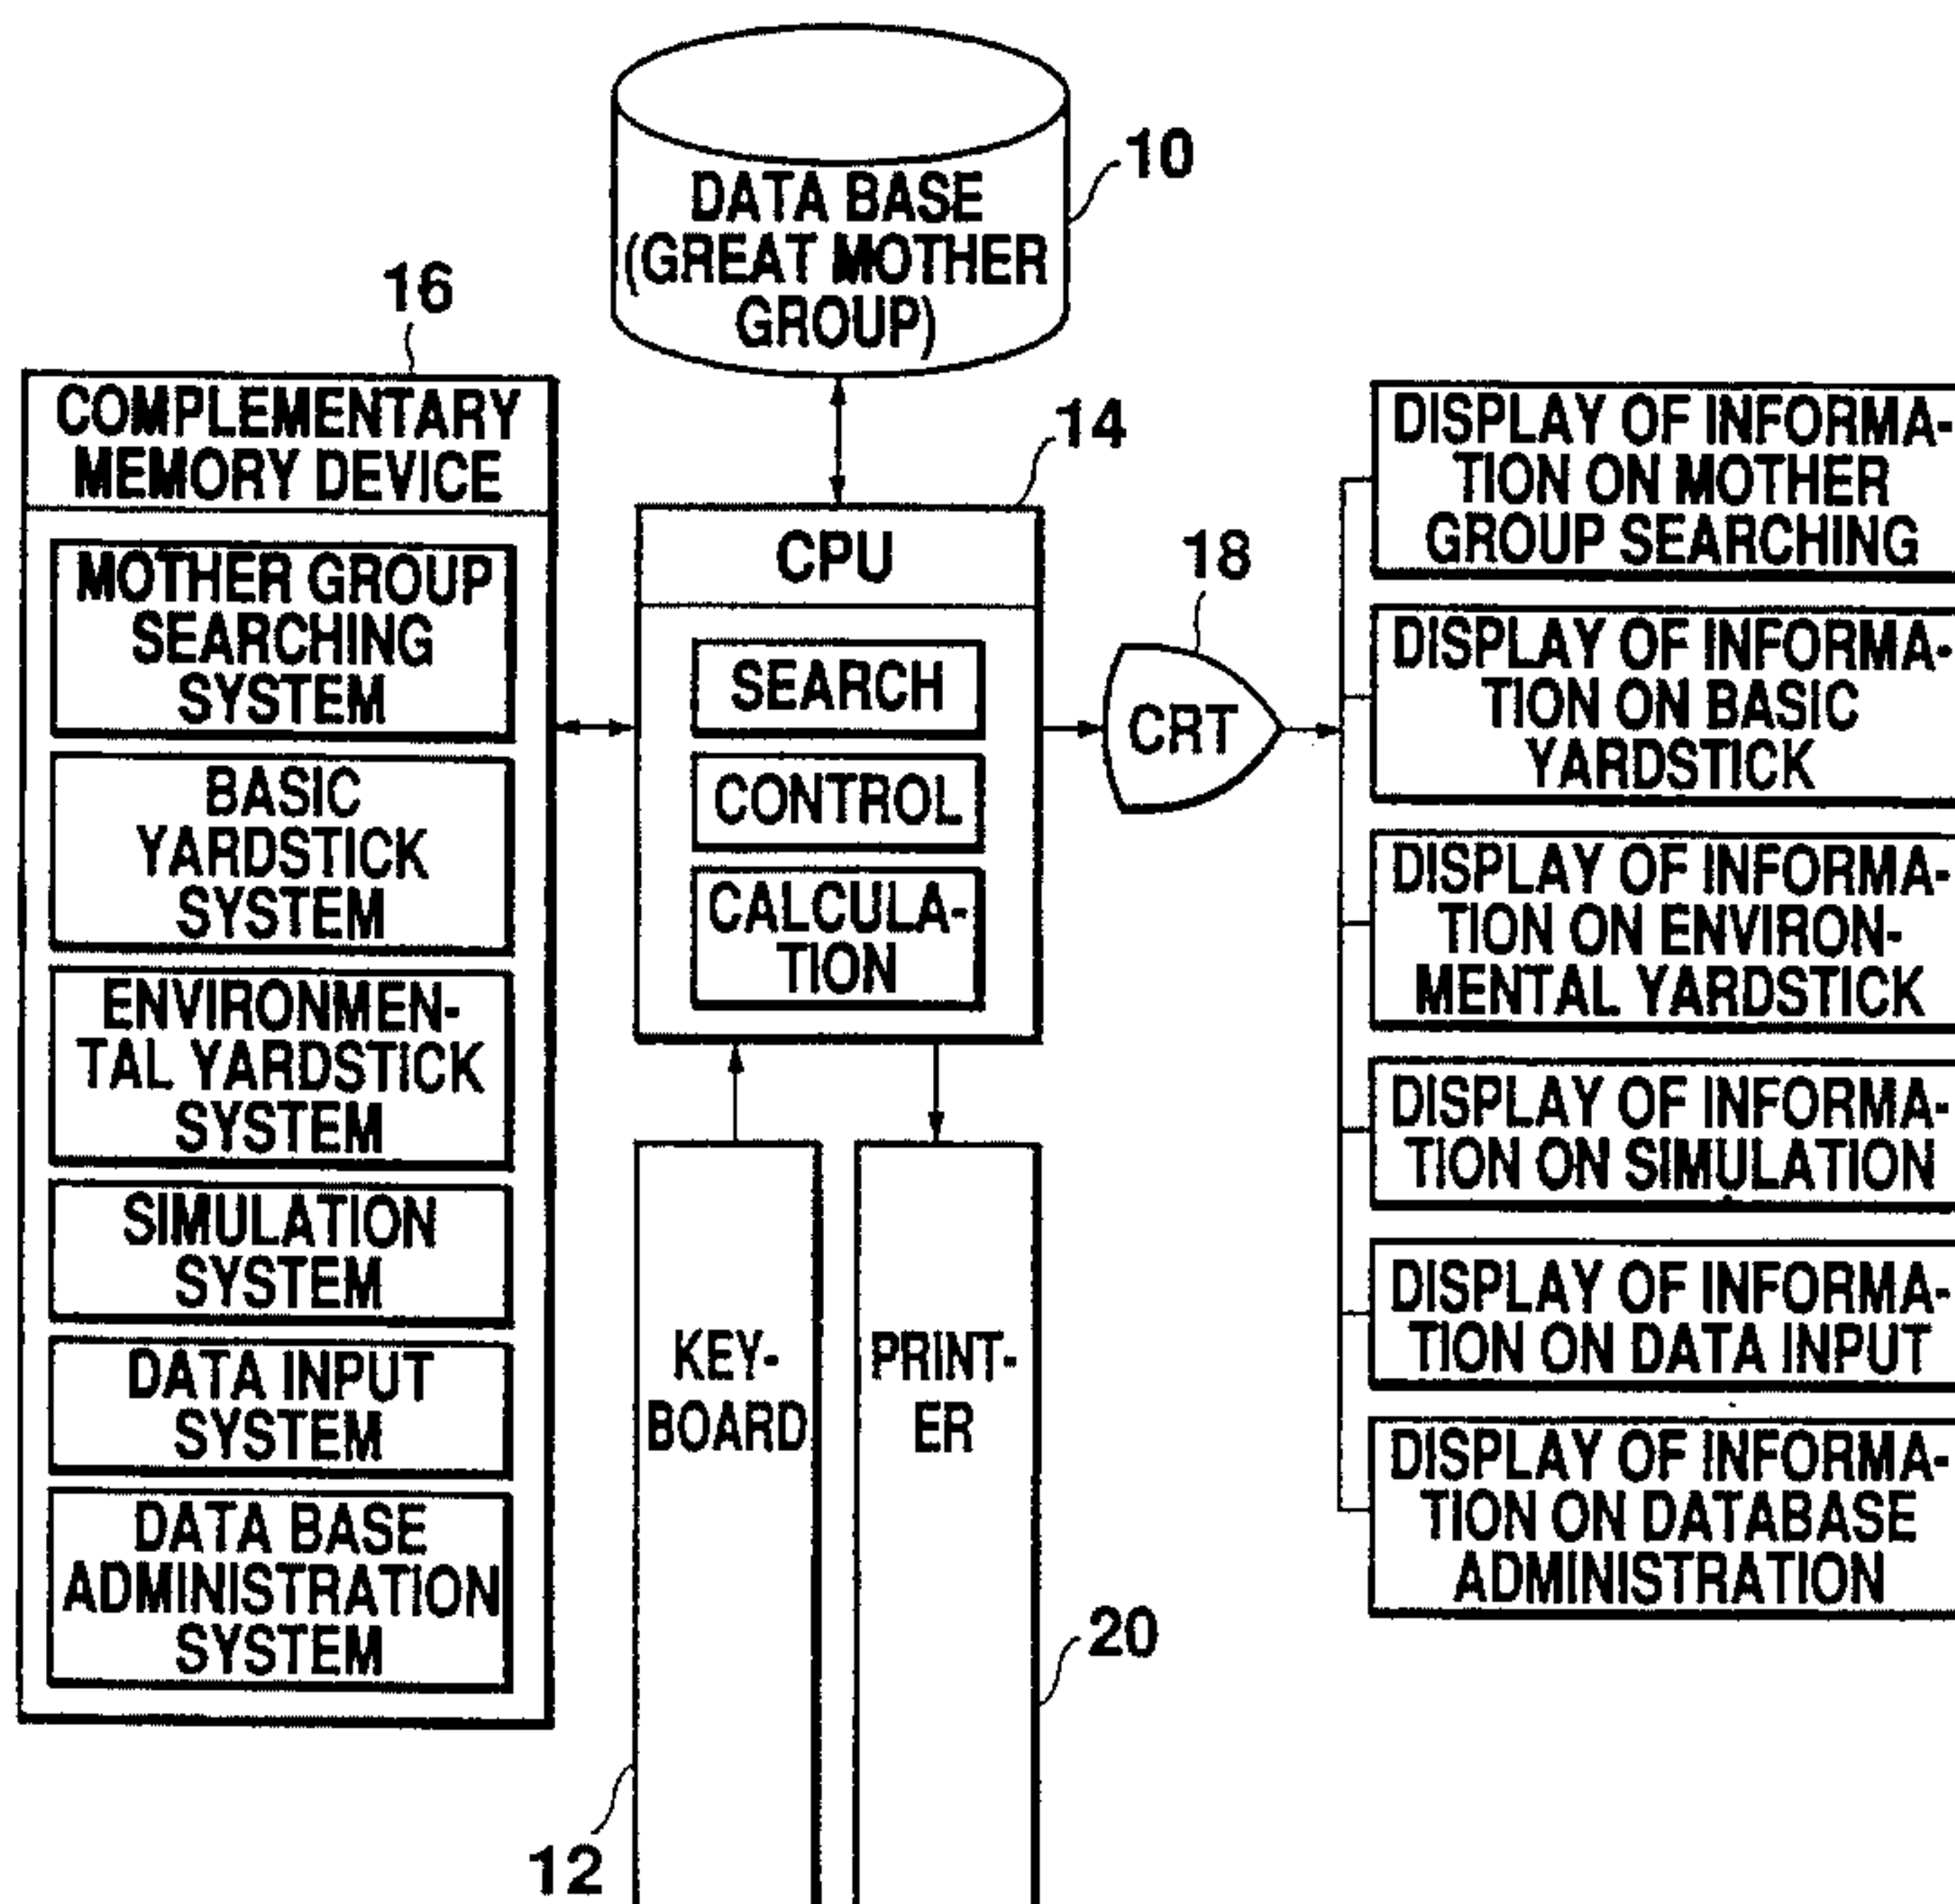 10
DATA BASE
(GREAT MOTHER
GROUP)
16
COMPLEMENTARY
MEMORY DEVICE
MOTHER GROUP
SEARCHING
SYSTEM
BASIC
YARDSTICK
SYSTEM
ENVIRONMEN-
TAL YARDSTICK
SYSTEM
SIMULATION
SYSTEM
DATA INPUT
SYSTEM
DATA BASE
ADMINISTRATION
SYSTEM
14
CPU
SEARCH
CONTROL
CALCULA-
TION
18
CRT
KEY-
BOARD
12
PRINT-
ER
20
DISPLAY OF INFORMA-
TION ON MOTHER
GROUP SEARCHING
DISPLAY OF INFORMA-
TION ON BASIC
YARDSTICK
DISPLAY OF INFORMA-
TION ON ENVIRON-
MENTAL YARDSTICK
DISPLAY OF INFORMA-
TION ON SIMULATION
DISPLAY OF INFORMA-
TION ON DATA INPUT
DISPLAY OF INFORMA-
TION ON DATABASE
ADMINISTRATION